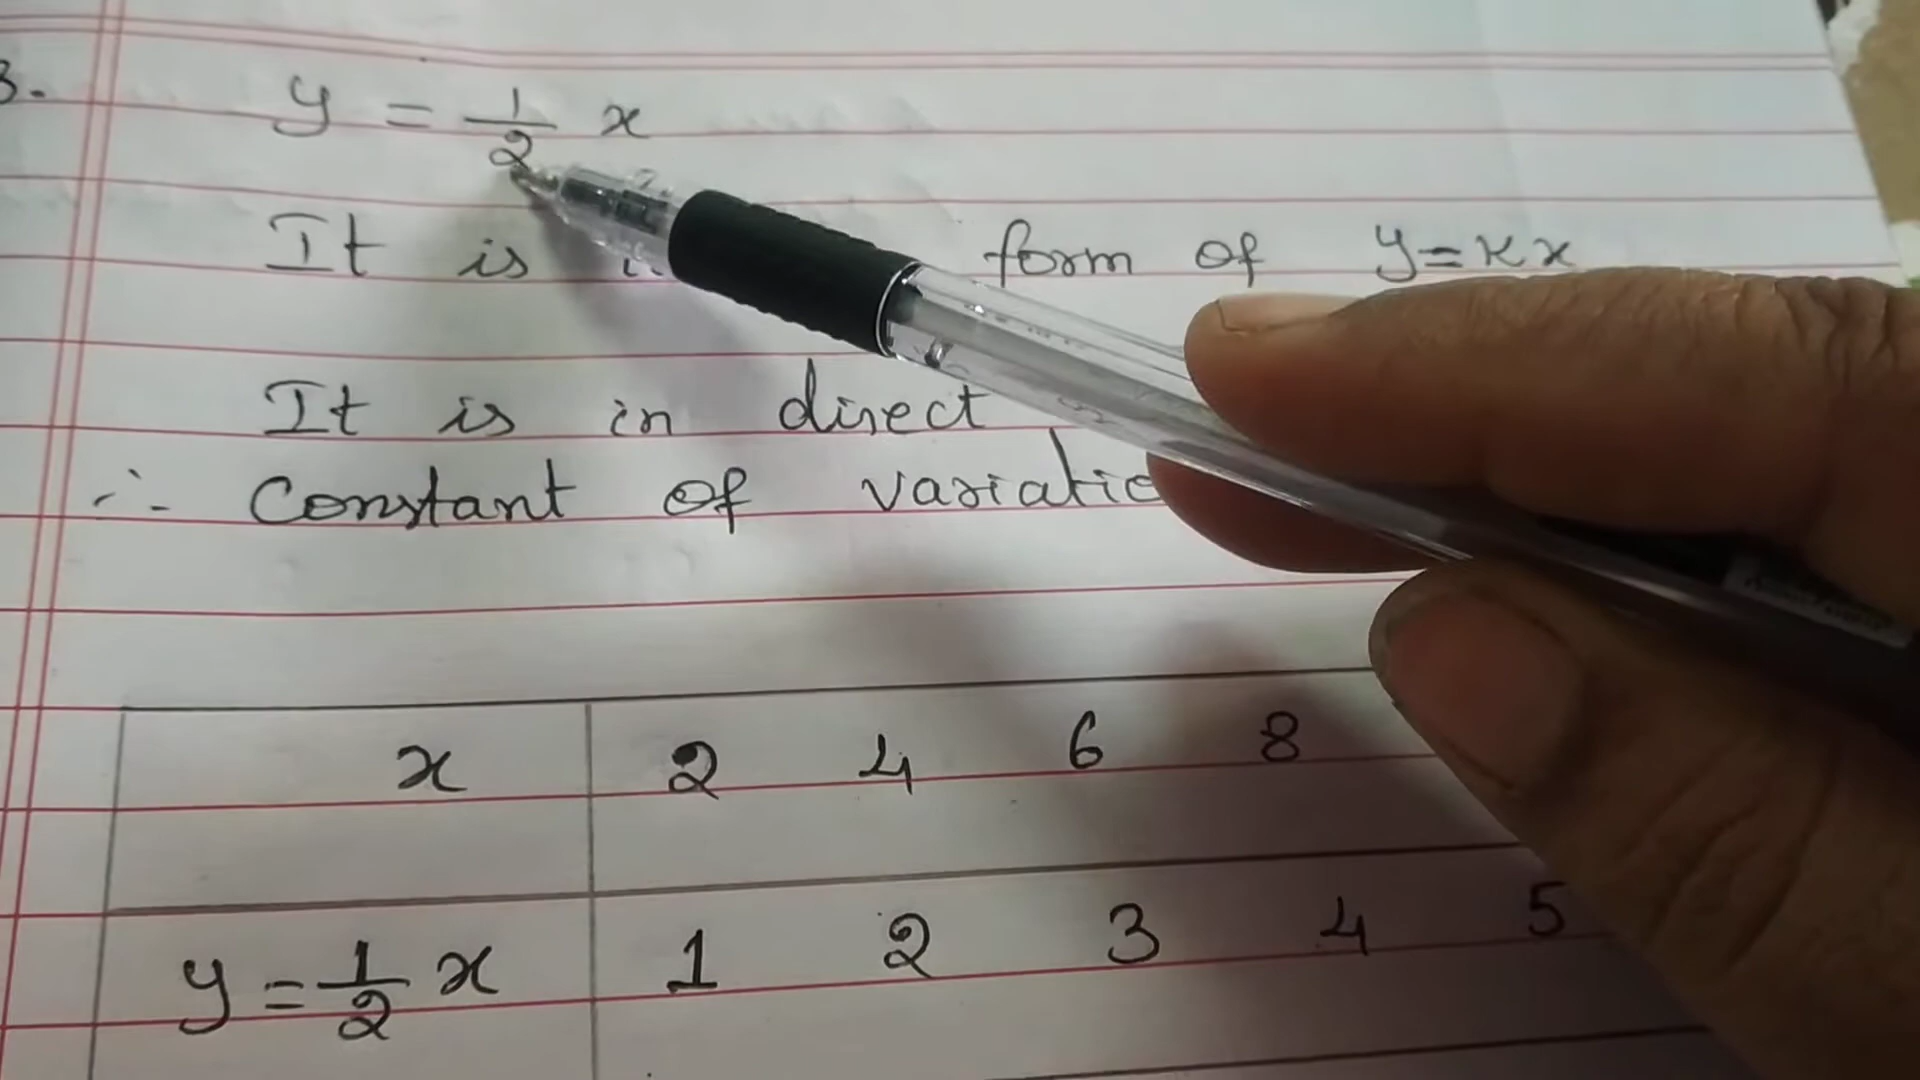 3. y = 1/2 x
It is form of y=kx
It is in direct
∴ Constant of
x 2 4 6 8
y = 1/2 x 1 2 3 4 5